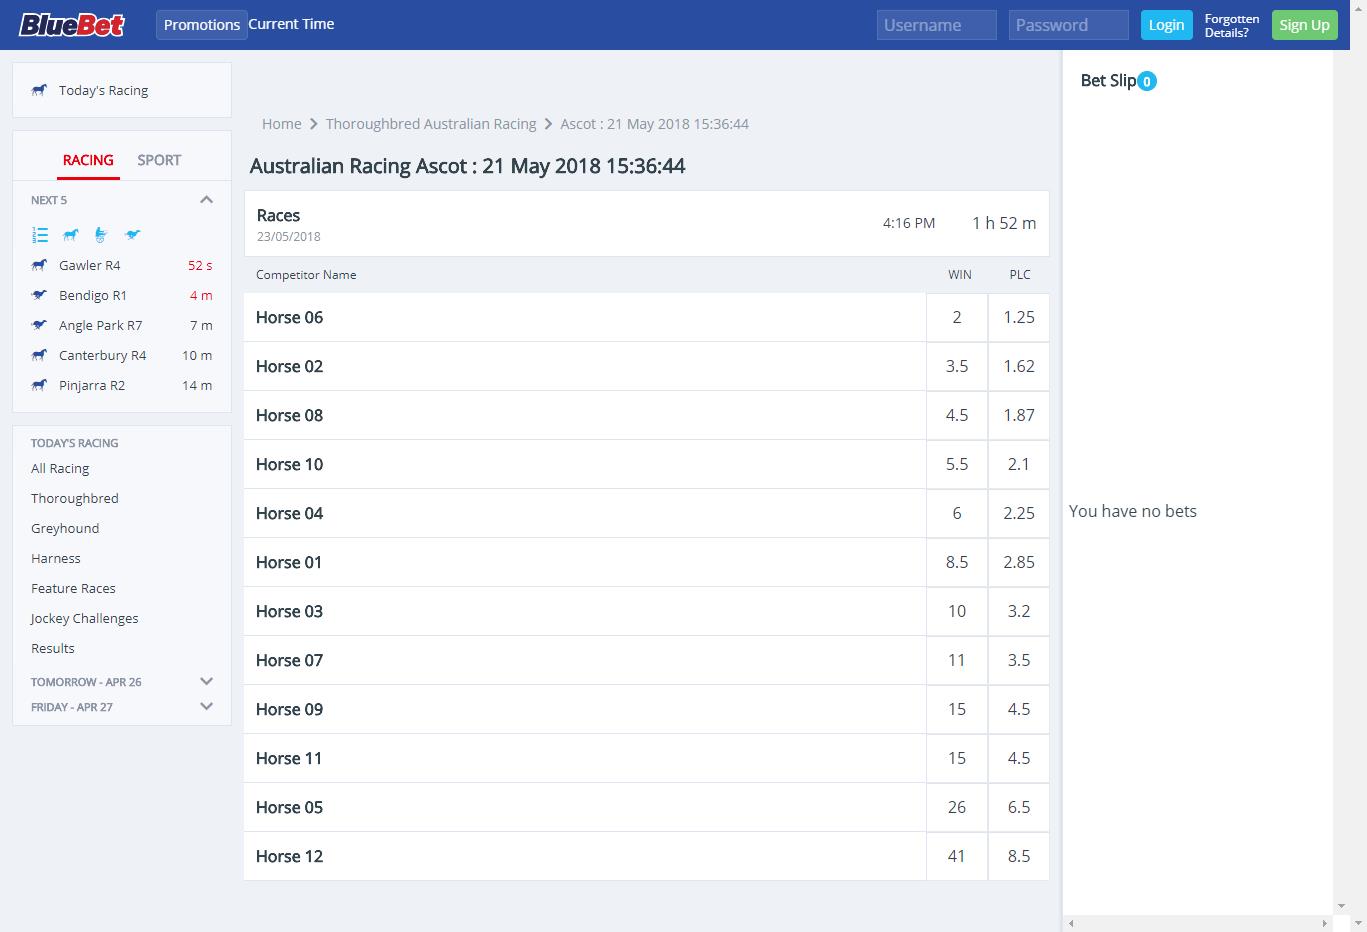 BlueBet
Promotions
Current Time
Username
Password
Login
Forgotten
Details?
Sign Up
Today's Racing
RACING
SPORT
NEXT 5
Gawler R4 52 s
Bendigo R1 4 m
Angle Park R7 7 m
Canterbury R4 10 m
Pinjarra R2 14 m
TODAY'S RACING
All Racing
Thoroughbred
Greyhound
Harness
Feature Races
Jockey Challenges
Results
TOMORROW - APR 26
FRIDAY - APR 27
Home > Thoroughbred Australian Racing > Ascot : 21 May 2018 15:36:44
Australian Racing Ascot : 21 May 2018 15:36:44
Races
23/05/2018
4:16 PM 1 h 52 m
Competitor Name WIN PLC
Horse 06 2 1.25
Horse 02 3.5 1.62
Horse 08 4.5 1.87
Horse 10 5.5 2.1
Horse 04 6 2.25
Horse 01 8.5 2.85
Horse 03 10 3.2
Horse 07 11 3.5
Horse 09 15 4.5
Horse 11 15 4.5
Horse 05 26 6.5
Horse 12 41 8.5
Bet Slip 0
You have no bets